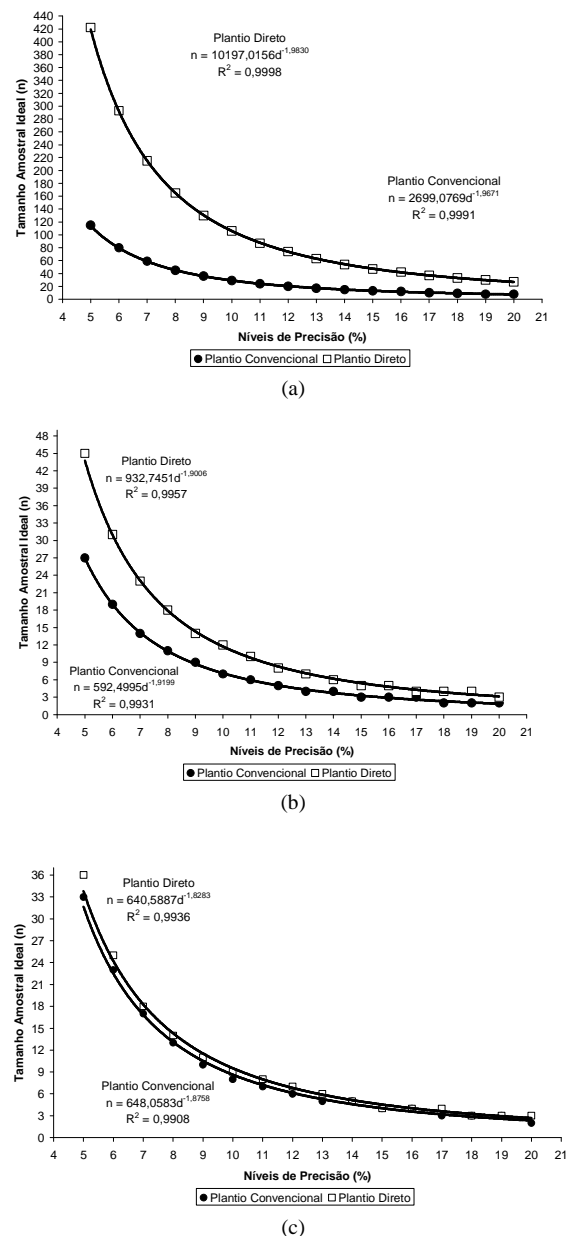 440
420
400
380
360
340
320
300
280
260
240
220
200
180
160
140
120
100
80
60
40
20
0
Tamanho Amostral Ideal (n)
Plantio Direto
n = 10197,0156d^-1,9830
R² = 0,9998
Plantio Convencional
n = 2699,0769d^-1,9671
R² = 0,9991
4 5 6 7 8 9 10 11 12 13 14 15 16 17 18 19 20 21
Níveis de Precisão (%)
Plantio Convencional Plantio Direto
(a)
48
45
42
39
36
33
30
27
24
21
18
15
12
9
6
3
0
Tamanho Amostral Ideal (n)
Plantio Direto
n = 932,7451d^-1,9006
R² = 0,9957
Plantio Convencional
n = 592,4995d^-1,9199
R² = 0,9931
4 5 6 7 8 9 10 11 12 13 14 15 16 17 18 19 20 21
Níveis de Precisão (%)
Plantio Convencional Plantio Direto
(b)
36
33
30
27
24
21
18
15
12
9
6
3
0
Tamanho Amostral Ideal (n)
Plantio Direto
n = 640,5887d^-1,8283
R² = 0,9936
Plantio Convencional
n = 648,0583d^-1,8758
R² = 0,9908
4 5 6 7 8 9 10 11 12 13 14 15 16 17 18 19 20 21
Níveis de Precisão (%)
Plantio Convencional Plantio Direto
(c)